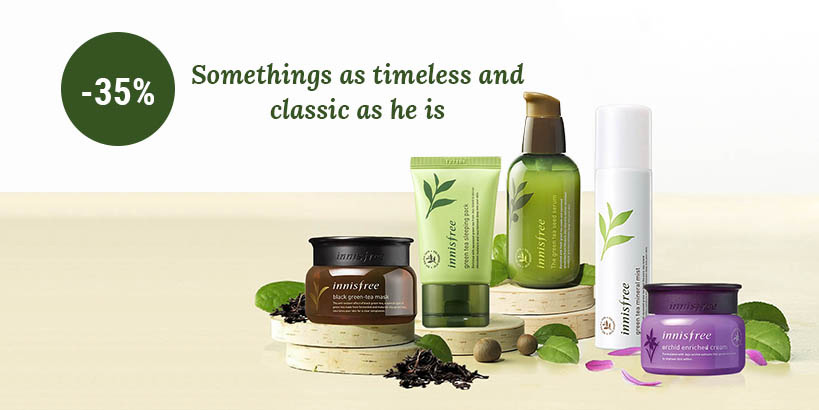 -35%
Somethings as timeless and
classic as he is
innisfree
innisfree
black green-tea mask
innisfree
green tea sleeping pack
innisfree
The green tea seed serum
innisfree
green tea mineral mist
innisfree
innisfree
orchid enriched cream